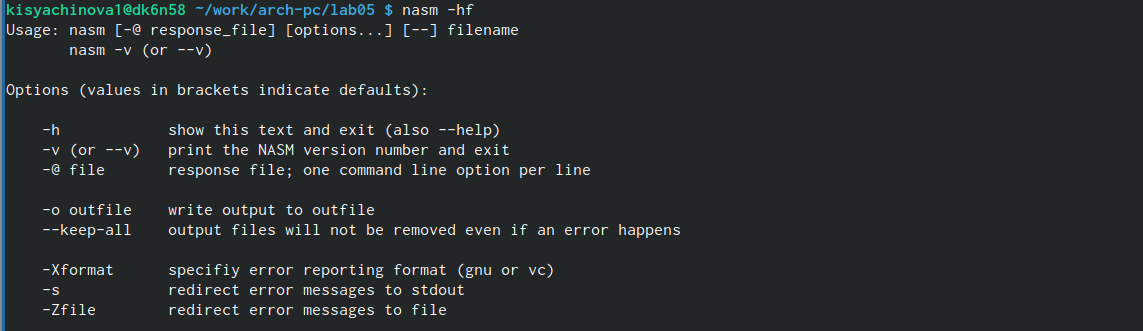 kisyachinova1@dk6n58 ~/work/arch-pc/lab05 $ nasm -hf
Usage: nasm [-@ response_file] [options...] [--] filename
       nasm -v (or --v)

Options (values in brackets indicate defaults):

    -h            show this text and exit (also --help)
    -v (or --v)   print the NASM version number and exit
    -@ file       response file; one command line option per line

    -o outfile    write output to outfile
    --keep-all    output files will not be removed even if an error happens

    -Xformat      specifiy error reporting format (gnu or vc)
    -s            redirect error messages to stdout
    -Zfile        redirect error messages to file